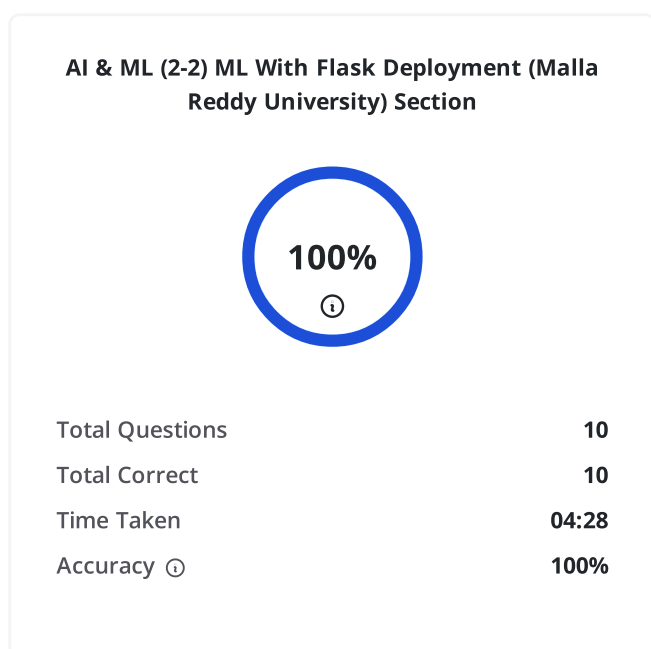 AI & ML (2-2) ML With Flask Deployment (Malla
Reddy University) Section
100%
Total Questions 10
Total Correct 10
Time Taken 04:28
Accuracy 100%